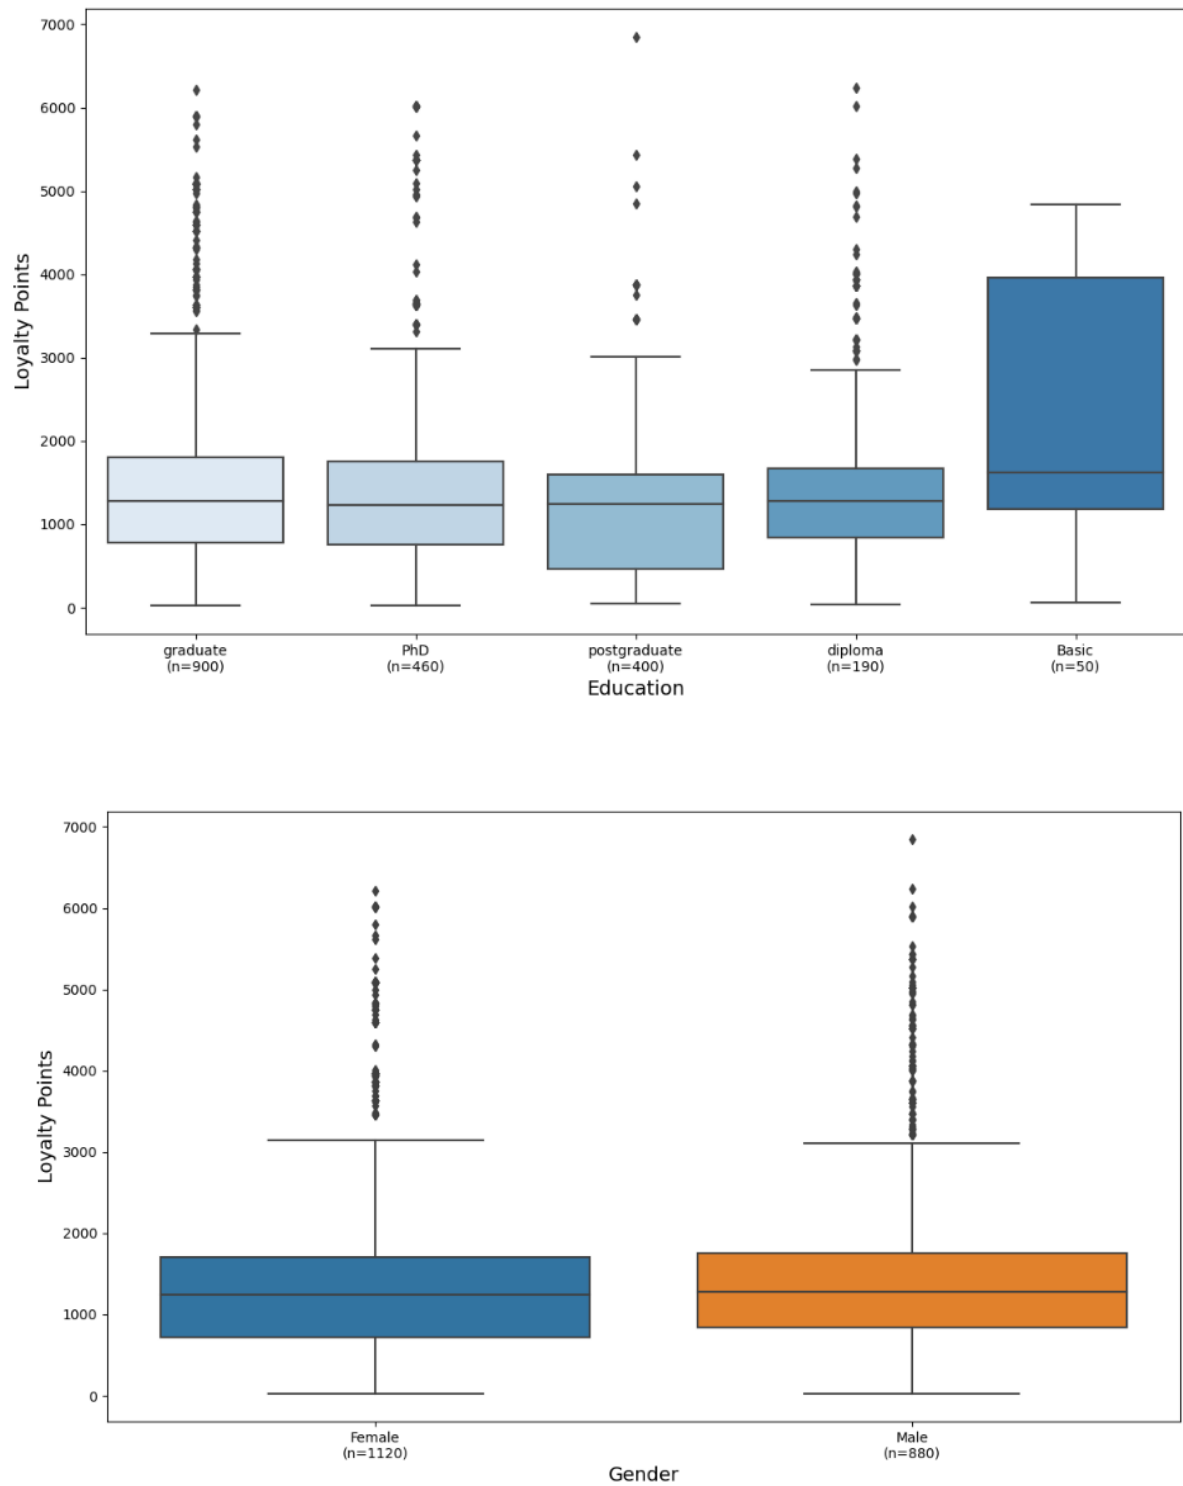 7000
6000
5000
4000
3000
2000
1000
0
Loyalty Points
graduate
(n=900)
PhD
(n=460)
postgraduate
(n=400)
diploma
(n=190)
Basic
(n=50)
Education
7000
6000
5000
4000
3000
2000
1000
0
Loyalty Points
Female
(n=1120)
Male
(n=880)
Gender